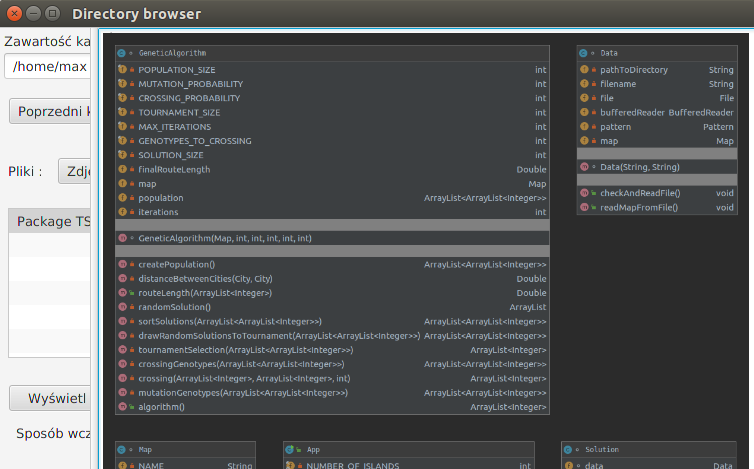 Directory browser
Zawartość ka
/home/max
Poprzedni k
Pliki :
Zdję
Package TS
Wyświetl
Sposób wcz
GeneticAlgorithm
POPULATION_SIZE int
MUTATION_PROBABILITY int
CROSSING_PROBABILITY int
TOURNAMENT_SIZE int
MAX_ITERATIONS int
GENOTYPES_TO_CROSSING int
SOLUTION_SIZE int
finalRouteLength Double
map Map
population ArrayList<ArrayList<Integer>>
iterations int
GeneticAlgorithm(Map, int, int, int, int, int)
createPopulation() ArrayList<ArrayList<Integer>>
distanceBetweenCities(City, City) Double
routeLength(ArrayList<Integer>) Double
randomSolution() ArrayList
sortSolutions(ArrayList<ArrayList<Integer>>) ArrayList<ArrayList<Integer>>
drawRandomSolutionsToTournament(ArrayList<ArrayList<Integer>>) ArrayList<ArrayList<Integer>>
tournamentSelection(ArrayList<ArrayList<Integer>>) ArrayList<Integer>
crossingGenotypes(ArrayList<ArrayList<Integer>>) ArrayList<ArrayList<Integer>>
crossing(ArrayList<Integer>, ArrayList<Integer>, int) ArrayList<Integer>
mutationGenotypes(ArrayList<ArrayList<Integer>>) ArrayList<ArrayList<Integer>>
algorithm() ArrayList<Integer>
Data
pathToDirectory String
filename String
file File
bufferedReader BufferedReader
pattern Pattern
map Map
Data(String, String)
checkAndReadFile() void
readMapFromFile() void
Map
NAME String
App
NUMBER_OF_ISLANDS int
Solution
data Data